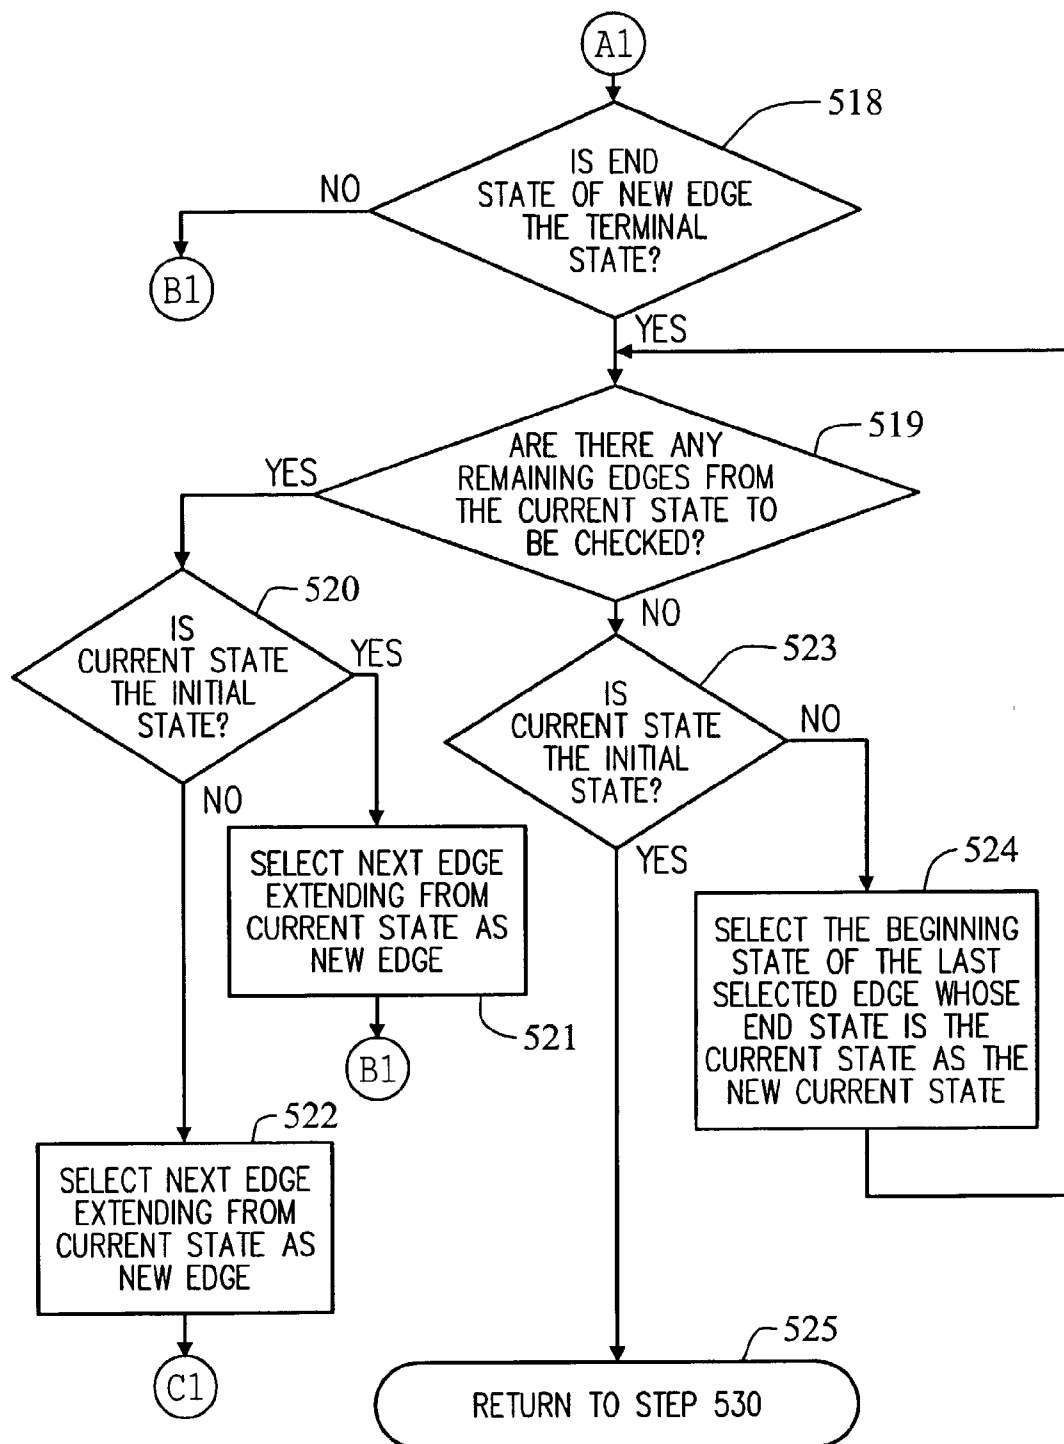 A1
518
IS END
STATE OF NEW EDGE
THE TERMINAL
STATE?
NO
B1
YES
519
ARE THERE ANY
REMAINING EDGES FROM
THE CURRENT STATE TO
BE CHECKED?
YES
NO
520
IS
CURRENT STATE
THE INITIAL
STATE?
YES
NO
523
IS
CURRENT STATE
THE INITIAL
STATE?
NO
YES
SELECT NEXT EDGE
EXTENDING FROM
CURRENT STATE AS
NEW EDGE
521
B1
524
SELECT THE BEGINNING
STATE OF THE LAST
SELECTED EDGE WHOSE
END STATE IS THE
CURRENT STATE AS THE
NEW CURRENT STATE
522
SELECT NEXT EDGE
EXTENDING FROM
CURRENT STATE AS
NEW EDGE
C1
525
RETURN TO STEP 530